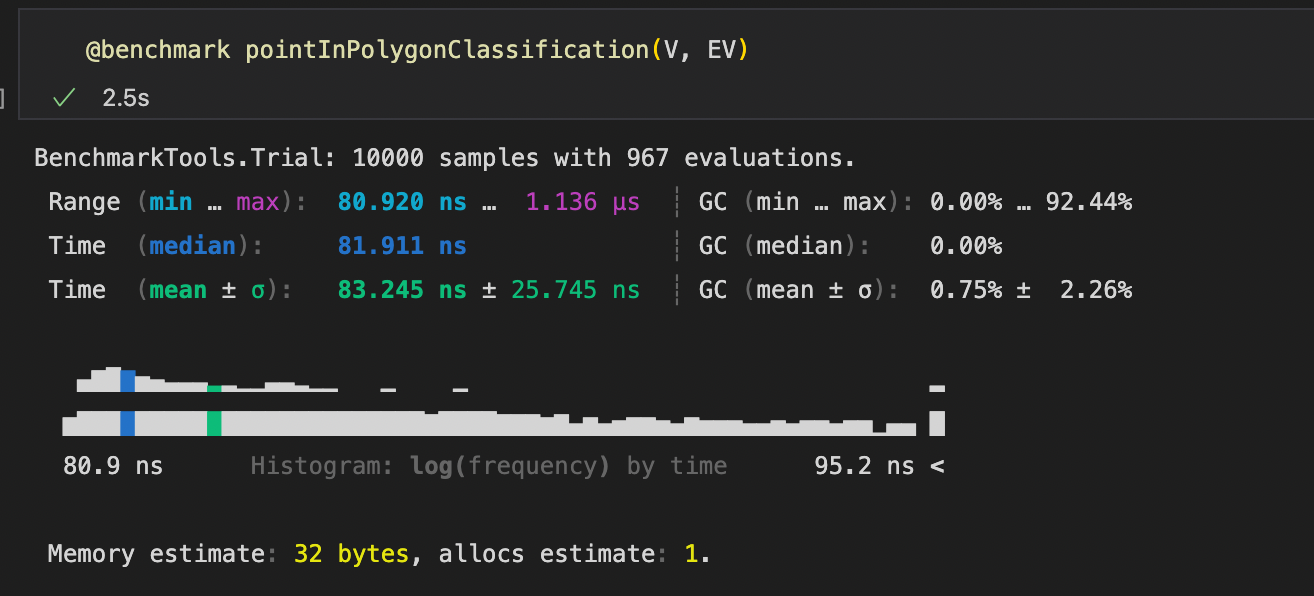 @benchmark pointInPolygonClassification(V, EV)
] ✓ 2.5s
BenchmarkTools.Trial: 10000 samples with 967 evaluations.
Range (min … max): 80.920 ns … 1.136 μs ┊ GC (min … max): 0.00% … 92.44%
Time (median): 81.911 ns ┊ GC (median): 0.00%
Time (mean ± σ): 83.245 ns ± 25.745 ns ┊ GC (mean ± σ): 0.75% ± 2.26%
80.9 ns Histogram: log(frequency) by time 95.2 ns <
Memory estimate: 32 bytes, allocs estimate: 1.